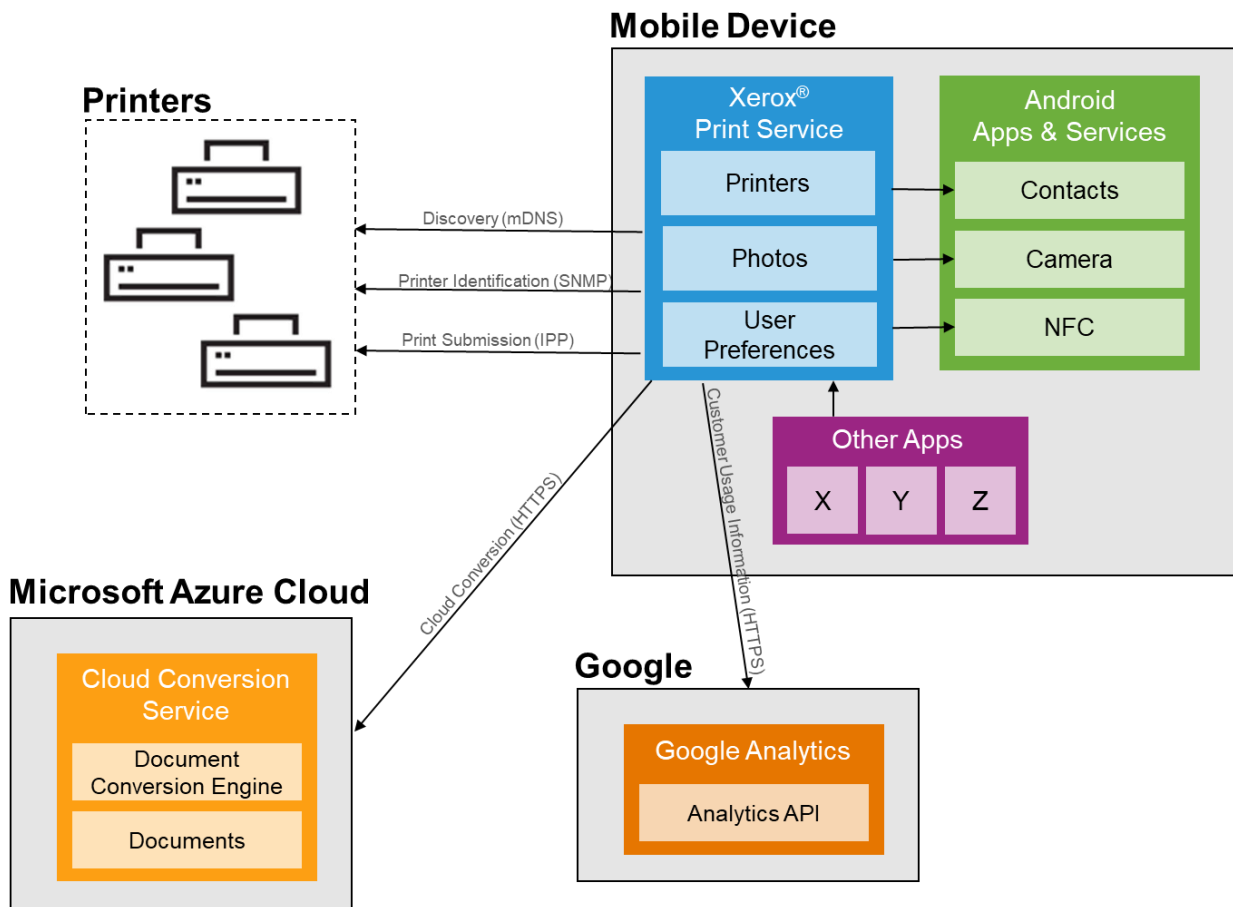 Mobile Device
Printers
Xerox®
Print Service
Printers
Photos
User
Preferences
Android
Apps & Services
Contacts
Camera
NFC
Discovery (mDNS)
Printer Identification (SNMP)
Print Submission (IPP)
Other Apps
X
Y
Z
Cloud Conversion (HTTPS)
Customer Usage Information (HTTPS)
Microsoft Azure Cloud
Cloud Conversion
Service
Document
Conversion Engine
Documents
Google
Google Analytics
Analytics API